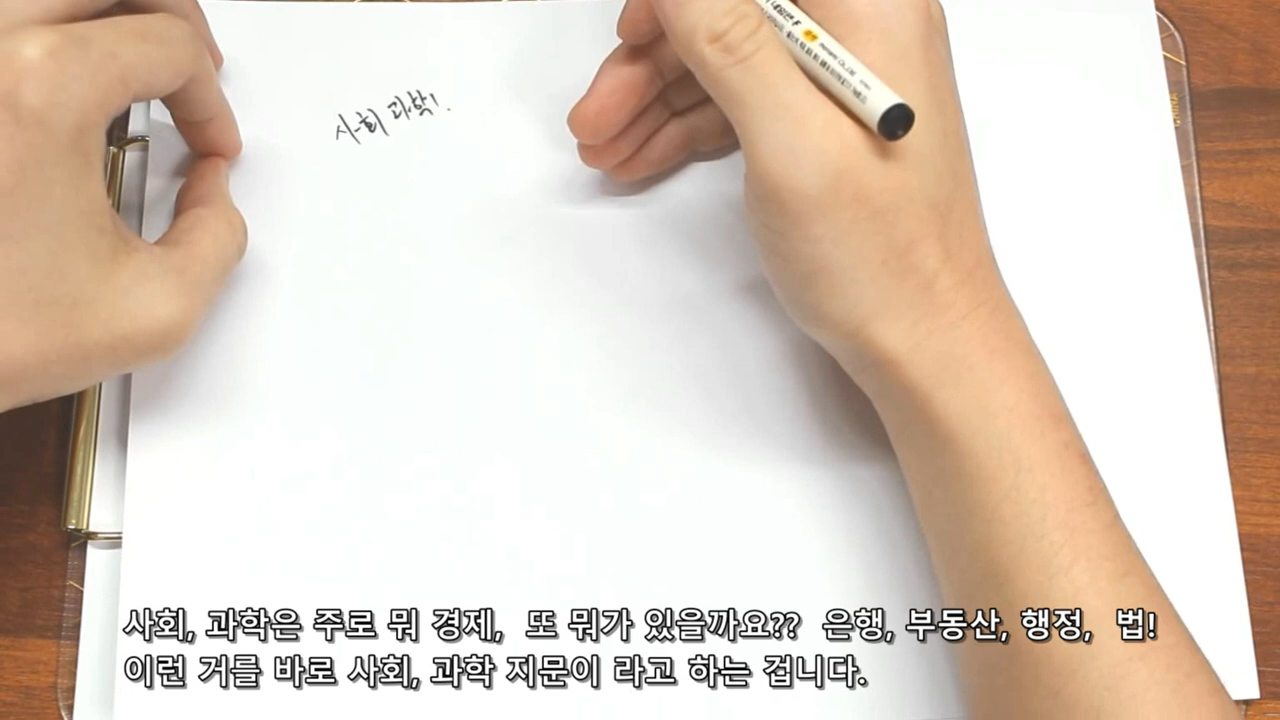 사회 과학!.
사회, 과학은 주로 뭐 경제, 또 뭐가 있을까요?? 은행, 부동산, 행정, 법!
이런 거를 바로 사회, 과학 지문이 라고 하는 겁니다.